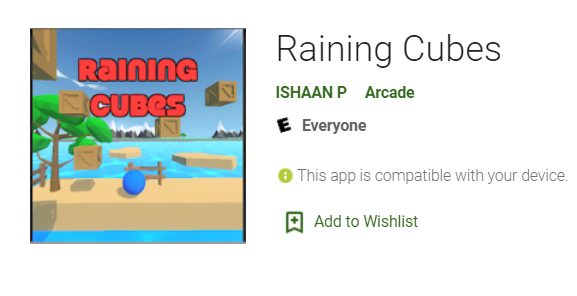 RAINING
CUBES
Raining Cubes
ISHAAN P Arcade
E Everyone
This app is compatible with your device.
Add to Wishlist